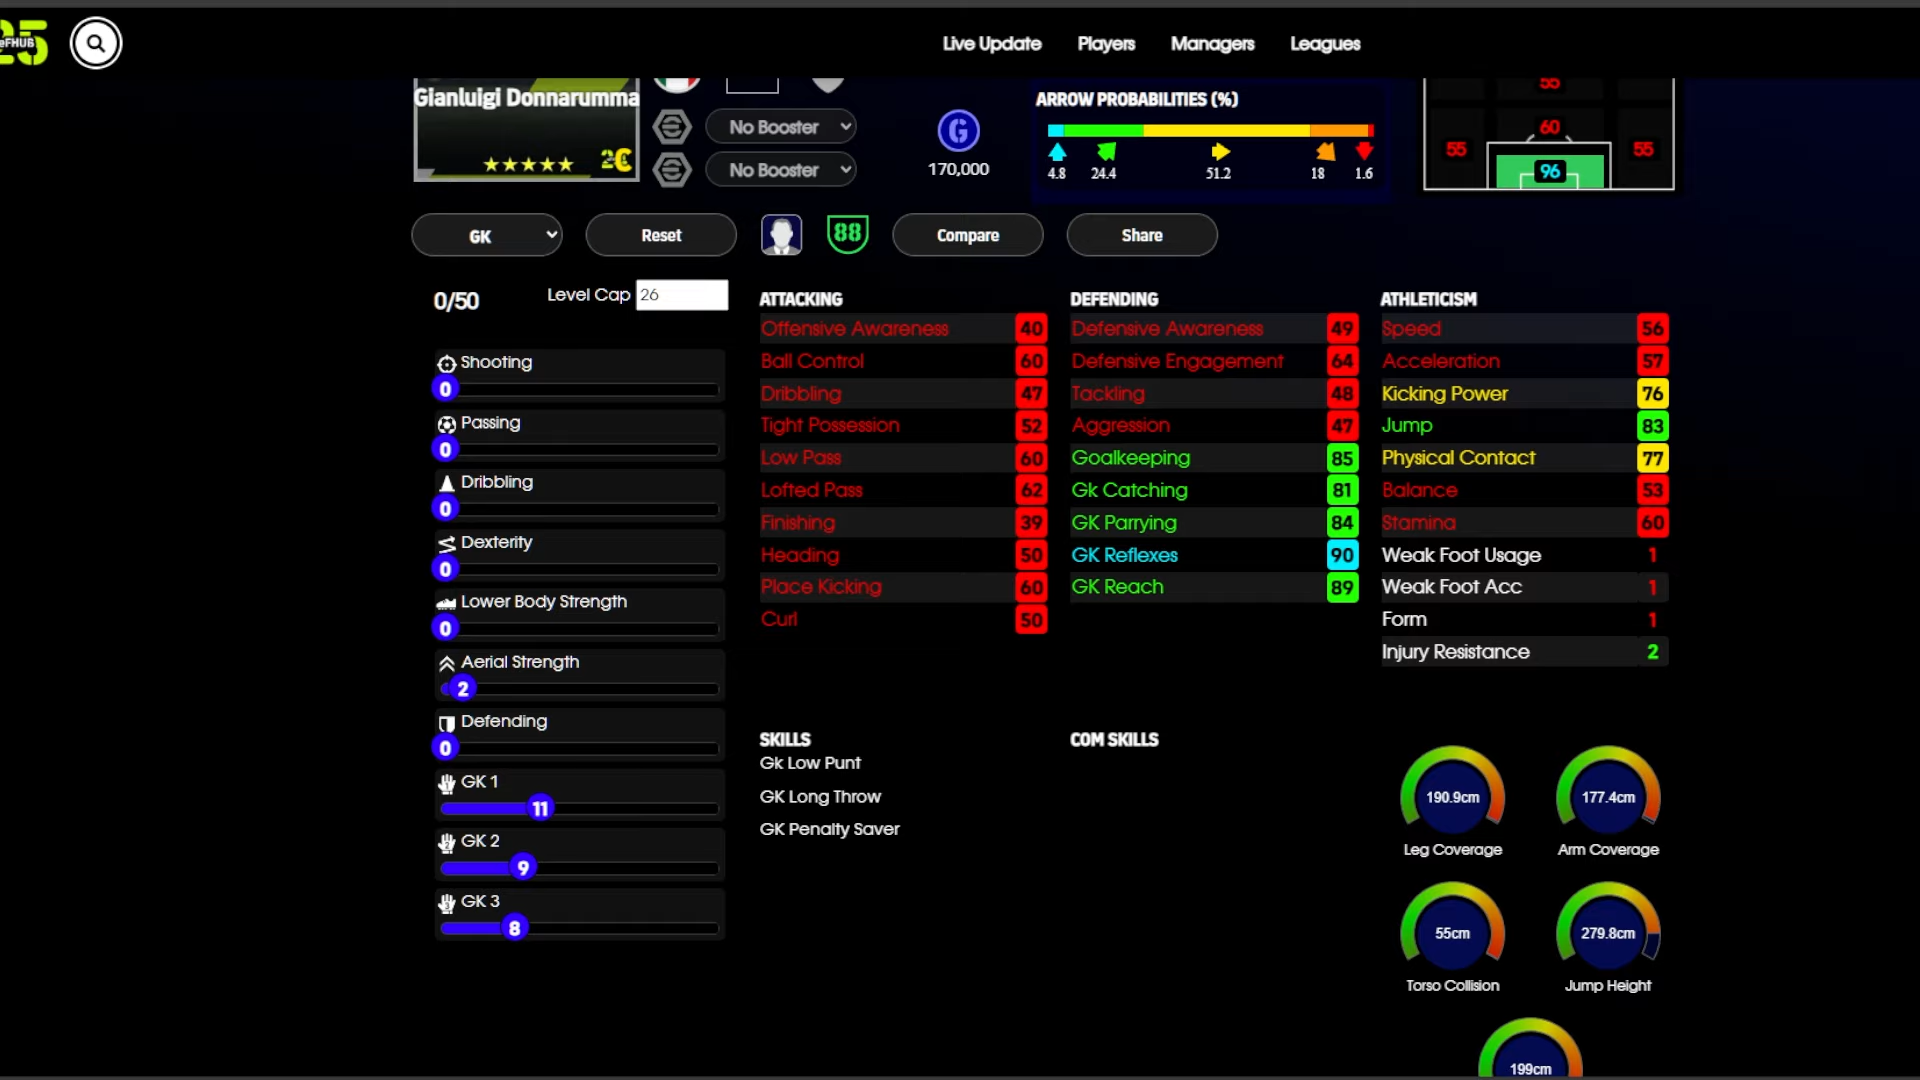 25
eFHUB
Live Update
Players
Managers
Leagues
Gianluigi Donnarumma
★★★★★
No Booster
No Booster
G
170,000
ARROW PROBABILITIES (%)
4.8
24.4
51.2
18
1.6
55
60
55
55
96
GK
Reset
88
Compare
Share
0/50
Level Cap 26
Shooting
0
Passing
0
Dribbling
0
Dexterity
0
Lower Body Strength
0
Aerial Strength
2
Defending
0
GK 1
11
GK 2
9
GK 3
8
ATTACKING
Offensive Awareness 40
Ball Control 60
Dribbling 47
Tight Possession 52
Low Pass 60
Lofted Pass 62
Finishing 39
Heading 50
Place Kicking 60
Curl 50
DEFENDING
Defensive Awareness 49
Defensive Engagement 64
Tackling 48
Aggression 47
Goalkeeping 85
Gk Catching 81
GK Parrying 84
GK Reflexes 90
GK Reach 89
ATHLETICISM
Speed 56
Acceleration 57
Kicking Power 76
Jump 83
Physical Contact 77
Balance 53
Stamina 60
Weak Foot Usage 1
Weak Foot Acc 1
Form 1
Injury Resistance 2
SKILLS
Gk Low Punt
GK Long Throw
GK Penalty Saver
COM SKILLS
190.9cm
Leg Coverage
177.4cm
Arm Coverage
55cm
Torso Collision
279.8cm
Jump Height
199cm